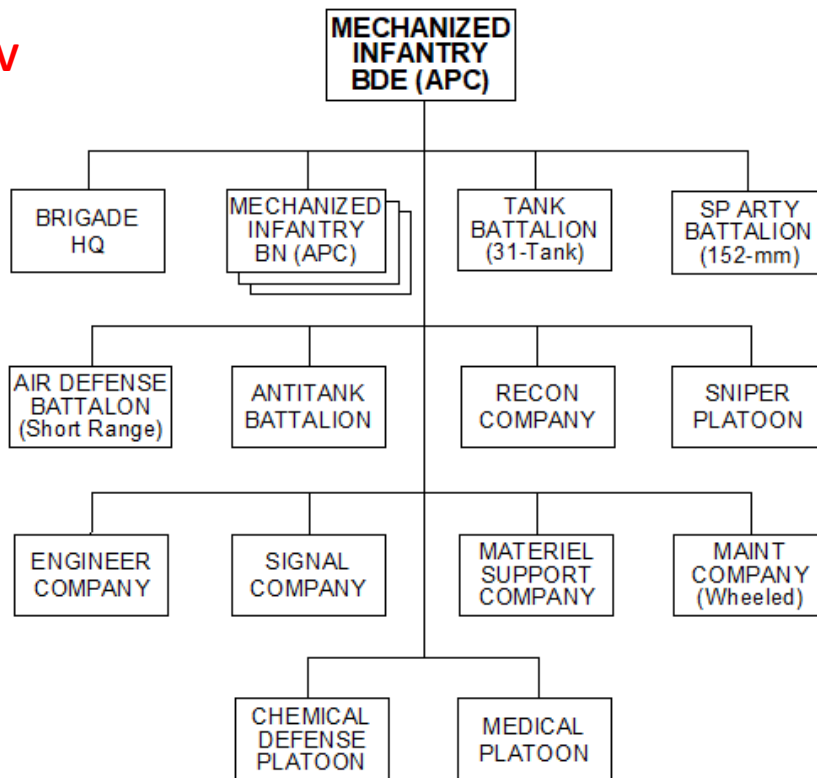 MECHANIZED
INFANTRY
BDE (APC)
v
BRIGADE
HQ
MECHANIZED
INFANTRY
BN (APC)
TANK
BATTALION
(31-Tank)
SP ARTY
BATTALION
(152-mm)
AIR DEFENSE
BATTALON
(Short Range)
ANTITANK
BATTALION
RECON
COMPANY
SNIPER
PLATOON
ENGINEER
COMPANY
SIGNAL
COMPANY
MATERIEL
SUPPORT
COMPANY
MAINT
COMPANY
(Wheeled)
CHEMICAL
DEFENSE
PLATOON
MEDICAL
PLATOON